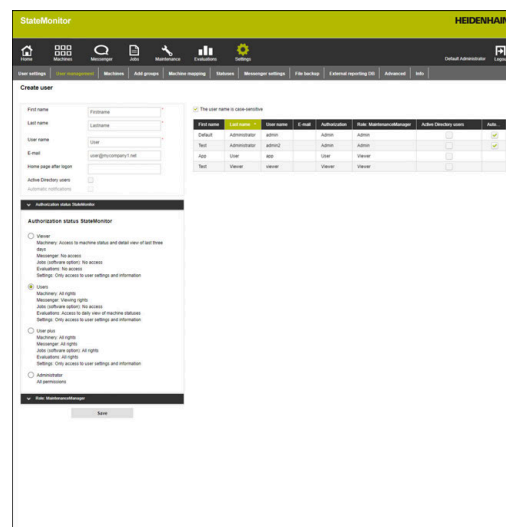 StateMonitor
HEIDENHAIN
Home Machines Messenger Jobs Maintenance Evaluations Settings Default Administrator Logout
User settings User management Machines Add groups Machine mapping Statuses Messenger settings File backup External reporting DB Advanced Info
Create user
First name Firstname *
Last name Lastname *
User name User *
E-mail user@mycompany1.net
Home page after logon
Active Directory users
Automatic notifications
Authorization status StateMonitor
Authorization status StateMonitor
Viewer
Machinery: Access to machine status and detail view of last three
days
Messenger: No access
Jobs (software option): No access
Evaluations: No access
Settings: Only access to user settings and information
Users
Machinery: All rights
Messenger: Viewing rights
Jobs (software option): No access
Evaluations: Access to daily view of machine statuses
Settings: Only access to user settings and information
User plus
Machinery: All rights
Messenger: All rights
Jobs (software option): All rights
Evaluations: All rights
Settings: Only access to user settings and information
Administrator
All permissions
Role: MaintenanceManager
Save
The user name is case-sensitive
First name Last name User name E-mail Authorization Role: MaintenanceManager Active Directory users Auto...
Default Administrator admin Admin Admin
Test Administrator admin2 Admin Admin
App User app User Viewer
Test Viewer viewer Viewer Viewer